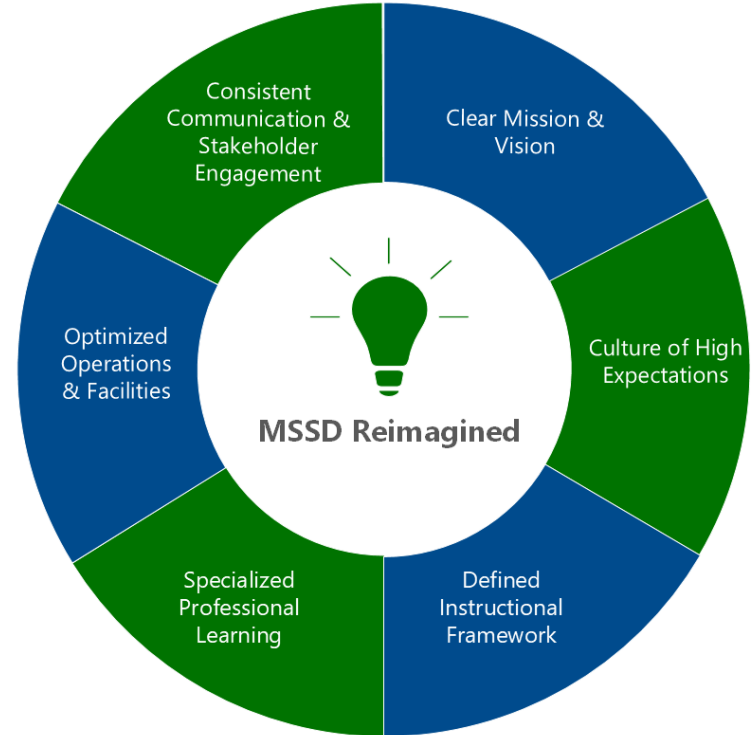 Consistent
Communication &
Stakeholder
Engagement
Clear Mission &
Vision
Optimized
Operations
& Facilities
Culture of High
Expectations
MSSD Reimagined
Specialized
Professional
Learning
Defined
Instructional
Framework